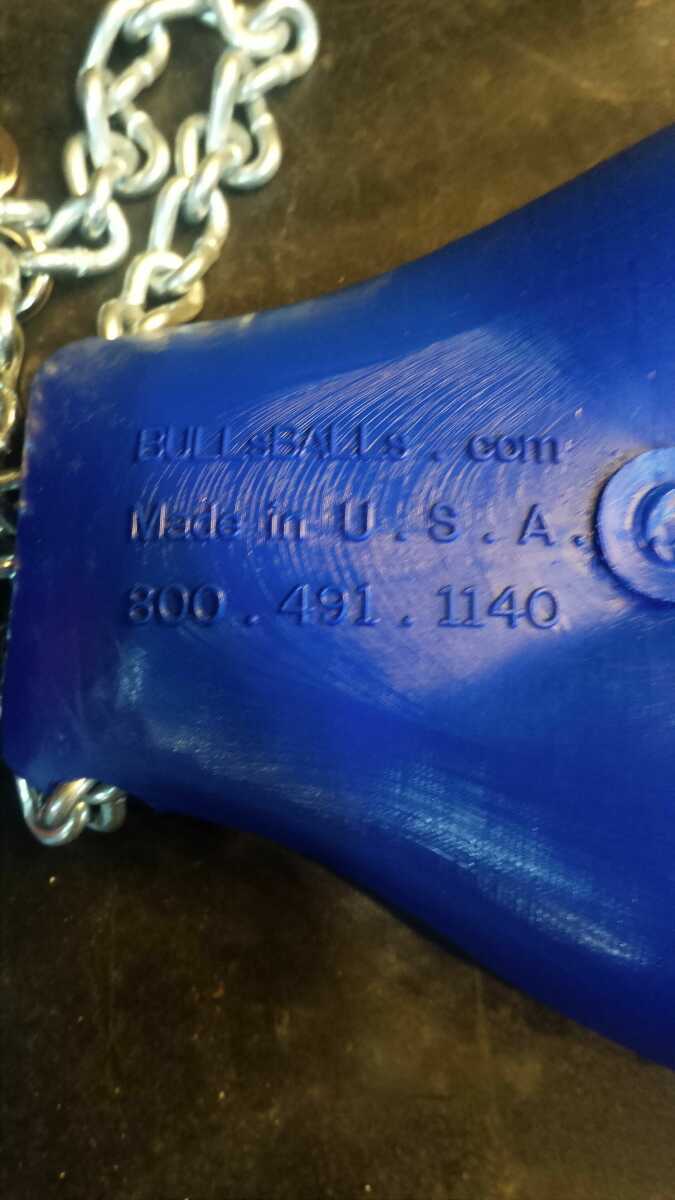 BULLsBALLs . com
Made in U . S . A .
800 . 491 . 1140